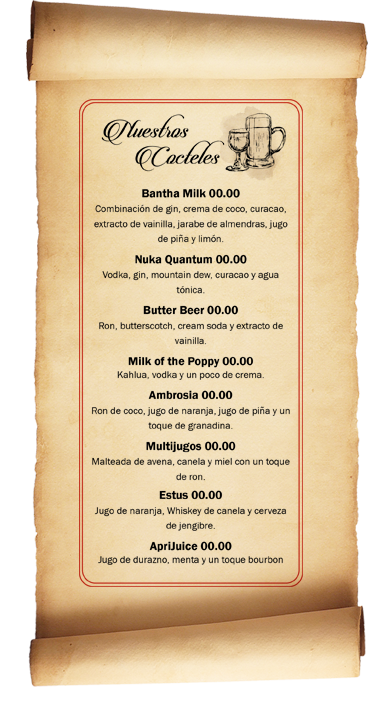 Nuestros
Cocteles
Bantha Milk 00.00
Combinación de gin, crema de coco, curacao,
extracto de vainilla, jarabe de almendras, jugo
de piña y limón.
Nuka Quantum 00.00
Vodka, gin, mountain dew, curacao y agua
tónica.
Butter Beer 00.00
Ron, butterscotch, cream soda y extracto de
vainilla.
Milk of the Poppy 00.00
Kahlua, vodka y un poco de crema.
Ambrosia 00.00
Ron de coco, jugo de naranja, jugo de piña y un
toque de granadina.
Multijugos 00.00
Malteada de avena, canela y miel con un toque
de ron.
Estus 00.00
Jugo de naranja, Whiskey de canela y cerveza
de jengibre.
ApriJuice 00.00
Jugo de durazno, menta y un toque bourbon